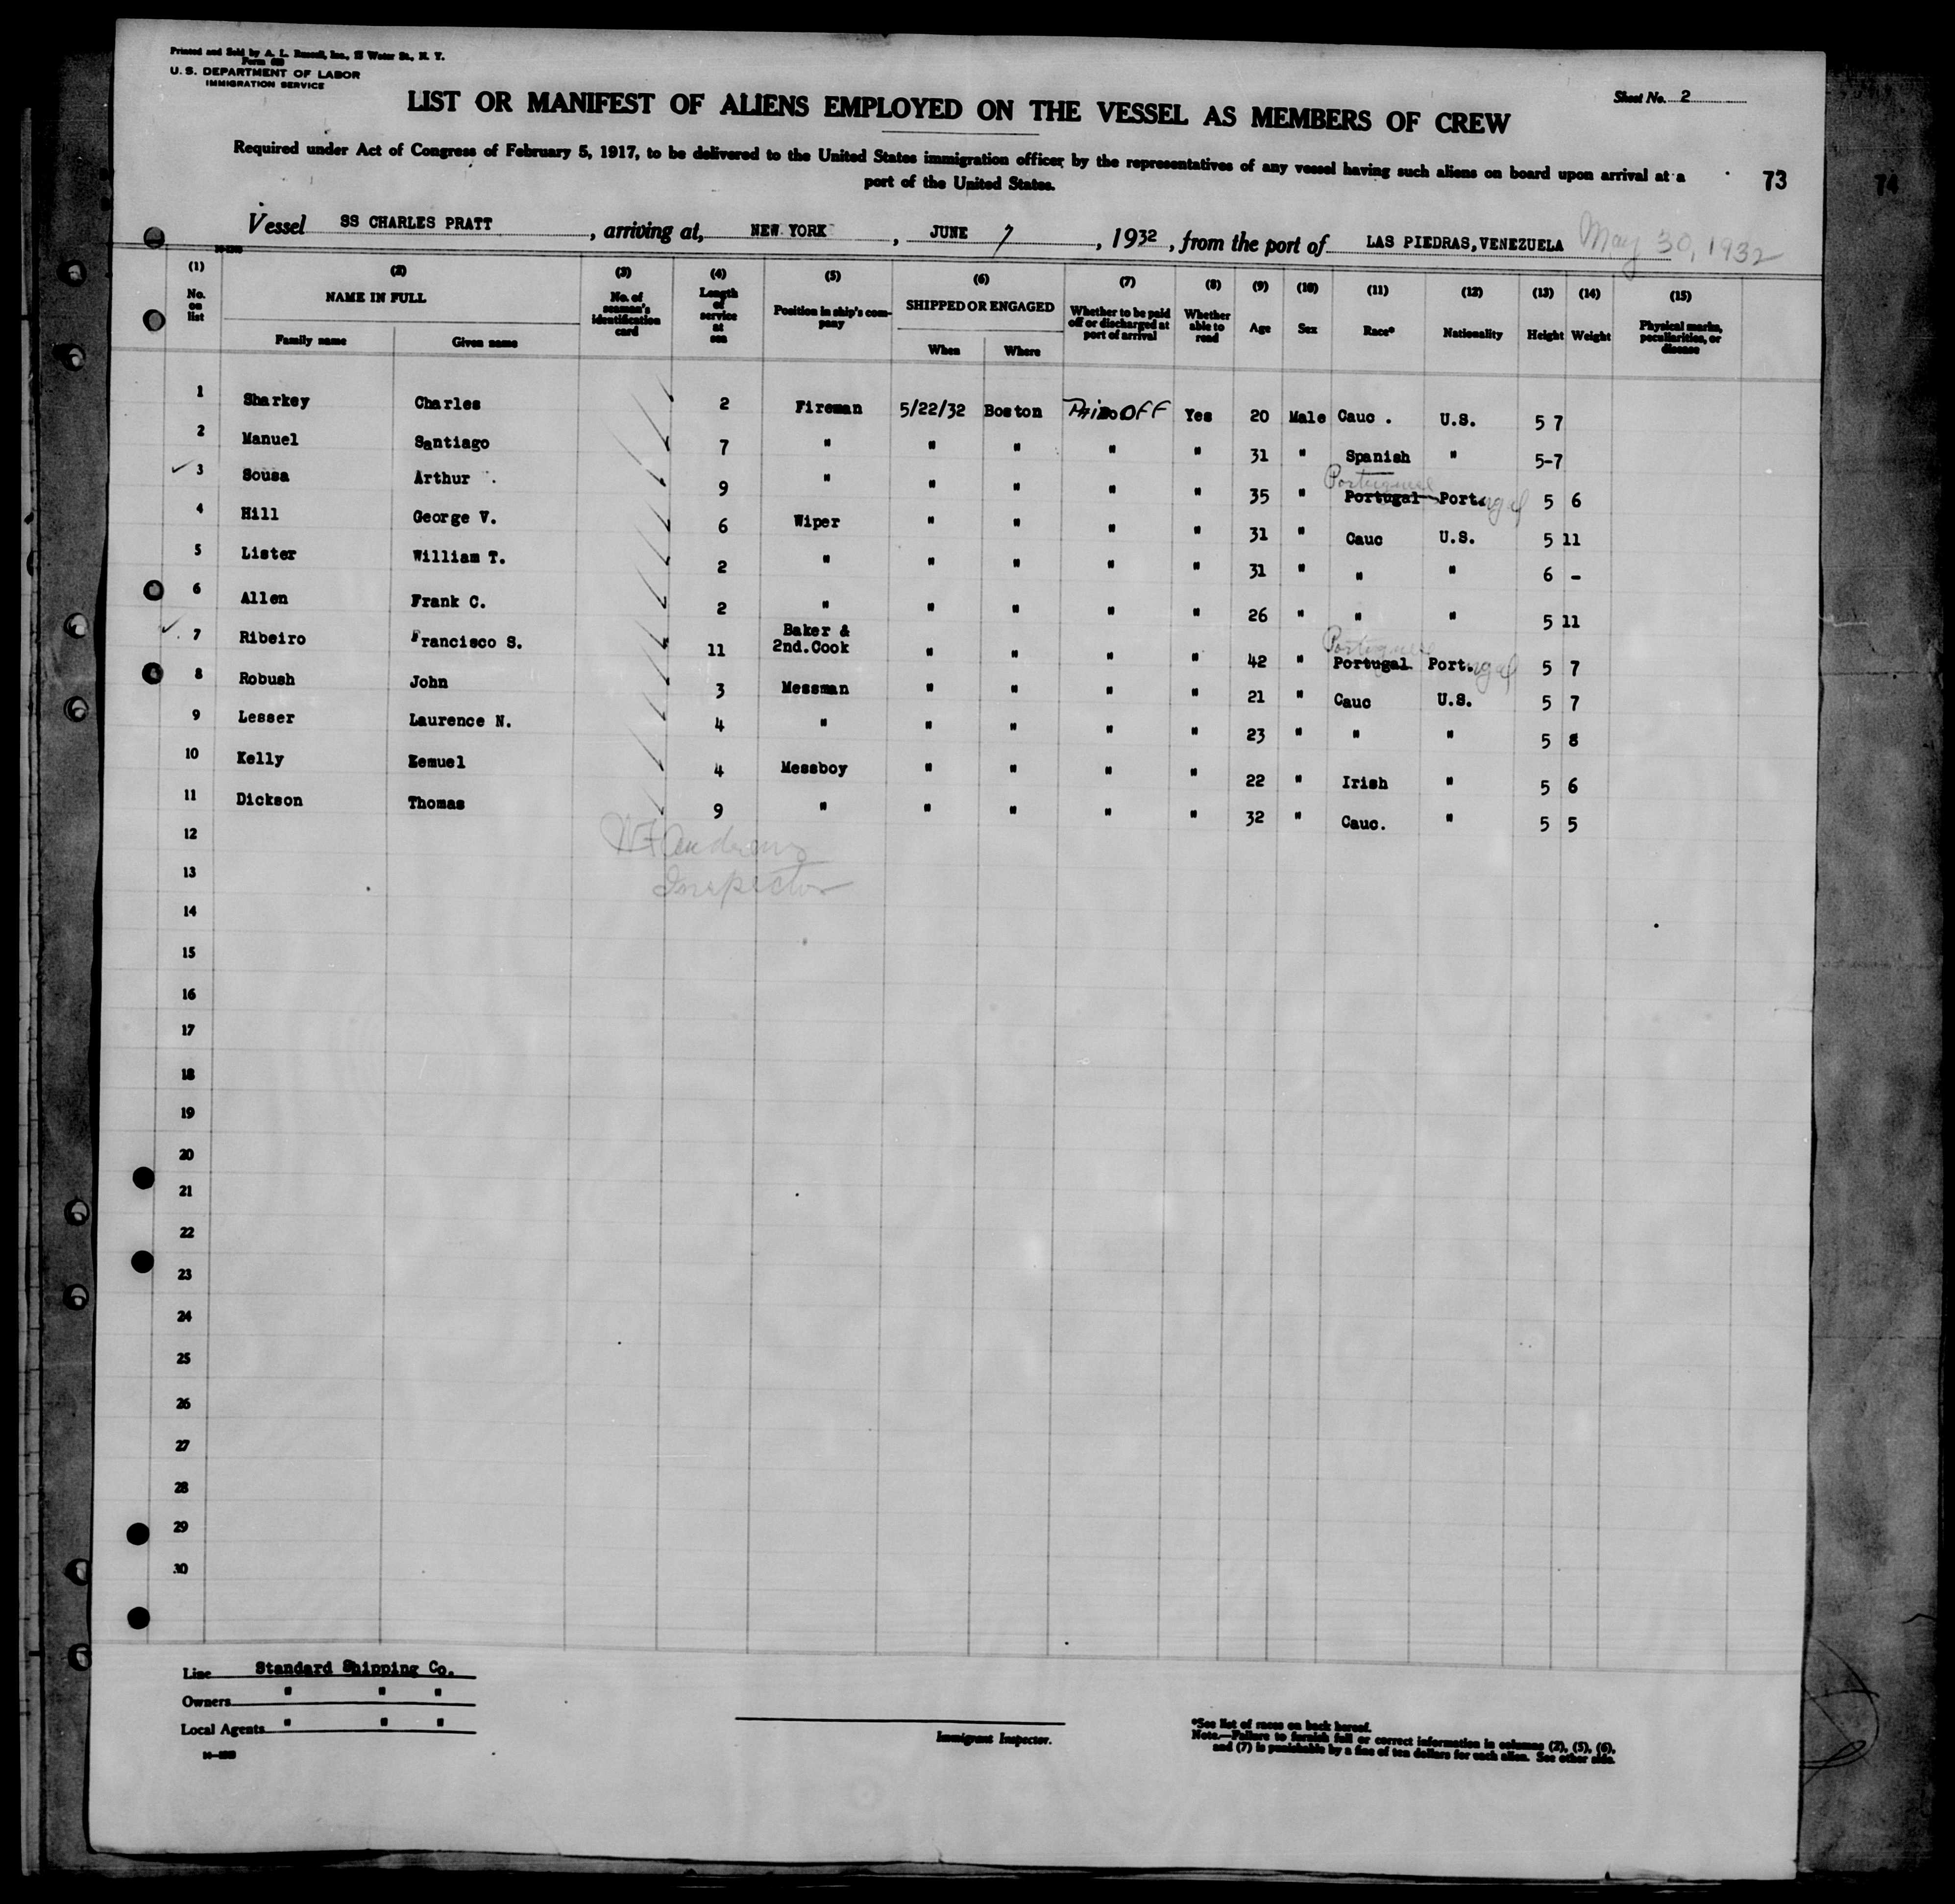 Printed and Sold by A. L. Russell, Inc., Water St., N. Y.
Form
U. S. DEPARTMENT OF LABOR
IMMIGRATION SERVICE
Sheet No. 2
LIST OR MANIFEST OF ALIENS EMPLOYED ON THE VESSEL AS MEMBERS OF CREW
Required under Act of Congress of February 5, 1917, to be delivered to the United States immigration officer by the representatives of any vessel having such aliens on board upon arrival at a
port of the United States.
73
74
Vessel SS CHARLES PRATT, arriving at, NEW YORK, JUNE 7, 1932, from the port of LAS PIEDRAS, VENEZUELA May 30, 1932
(1) (2) (3) (4) (5) (6) (7) (8) (9) (10) (11) (12) (13) (14) (15)
No. on list NAME IN FULL No. of seaman's identification card Length of service at sea Position in ship's company SHIPPED OR ENGAGED Whether to be paid off or discharged at port of arrival Whether able to read Age Sex Race* Nationality Height Weight Physical marks, peculiarities, or disease
Family name Given name When Where
1 Sharkey Charles 2 Fireman 5/22/32 Boston PAID OFF Yes 20 Male Cauc . U.S. 5 7
2 Manuel Santiago 7 " " " " " 31 " Spanish " 5-7
Portuguese
3 Sousa Arthur . 9 " " " " " 35 " Portugal Portugal 5 6
4 Hill George V. 6 Wiper " " " " 31 " Cauc U.S. 5 11
5 Lister William T. 2 " " " " " 31 " " " 6 -
6 Allen Frank C. 2 " " " " " 26 " " " 5 11
Portuguese
7 Ribeiro Francisco S. 11 Baker & 2nd.Cook " " " " 42 " Portugal Portugal 5 7
8 Robush John 3 Messman " " " " 21 " Cauc U.S. 5 7
9 Lesser Laurence N. 4 " " " " " 23 " " " 5 8
10 Kelly Kemuel 4 Messboy " " " " 22 " Irish " 5 6
11 Dickson Thomas 9 " " " " " 32 " Cauc. " 5 5
12
W F Andrews
13
Inspector
14
15
16
17
18
19
20
21
22
23
24
25
26
27
28
29
30
Line Standard Shipping Co.
Owners " " "
Local Agents " " "
Immigrant Inspector.
*See list of races on back hereof.
Note.—Failure to furnish full or correct information in columns (2), (5), (6),
and (7) is punishable by a fine of ten dollars for each alien. See other side.